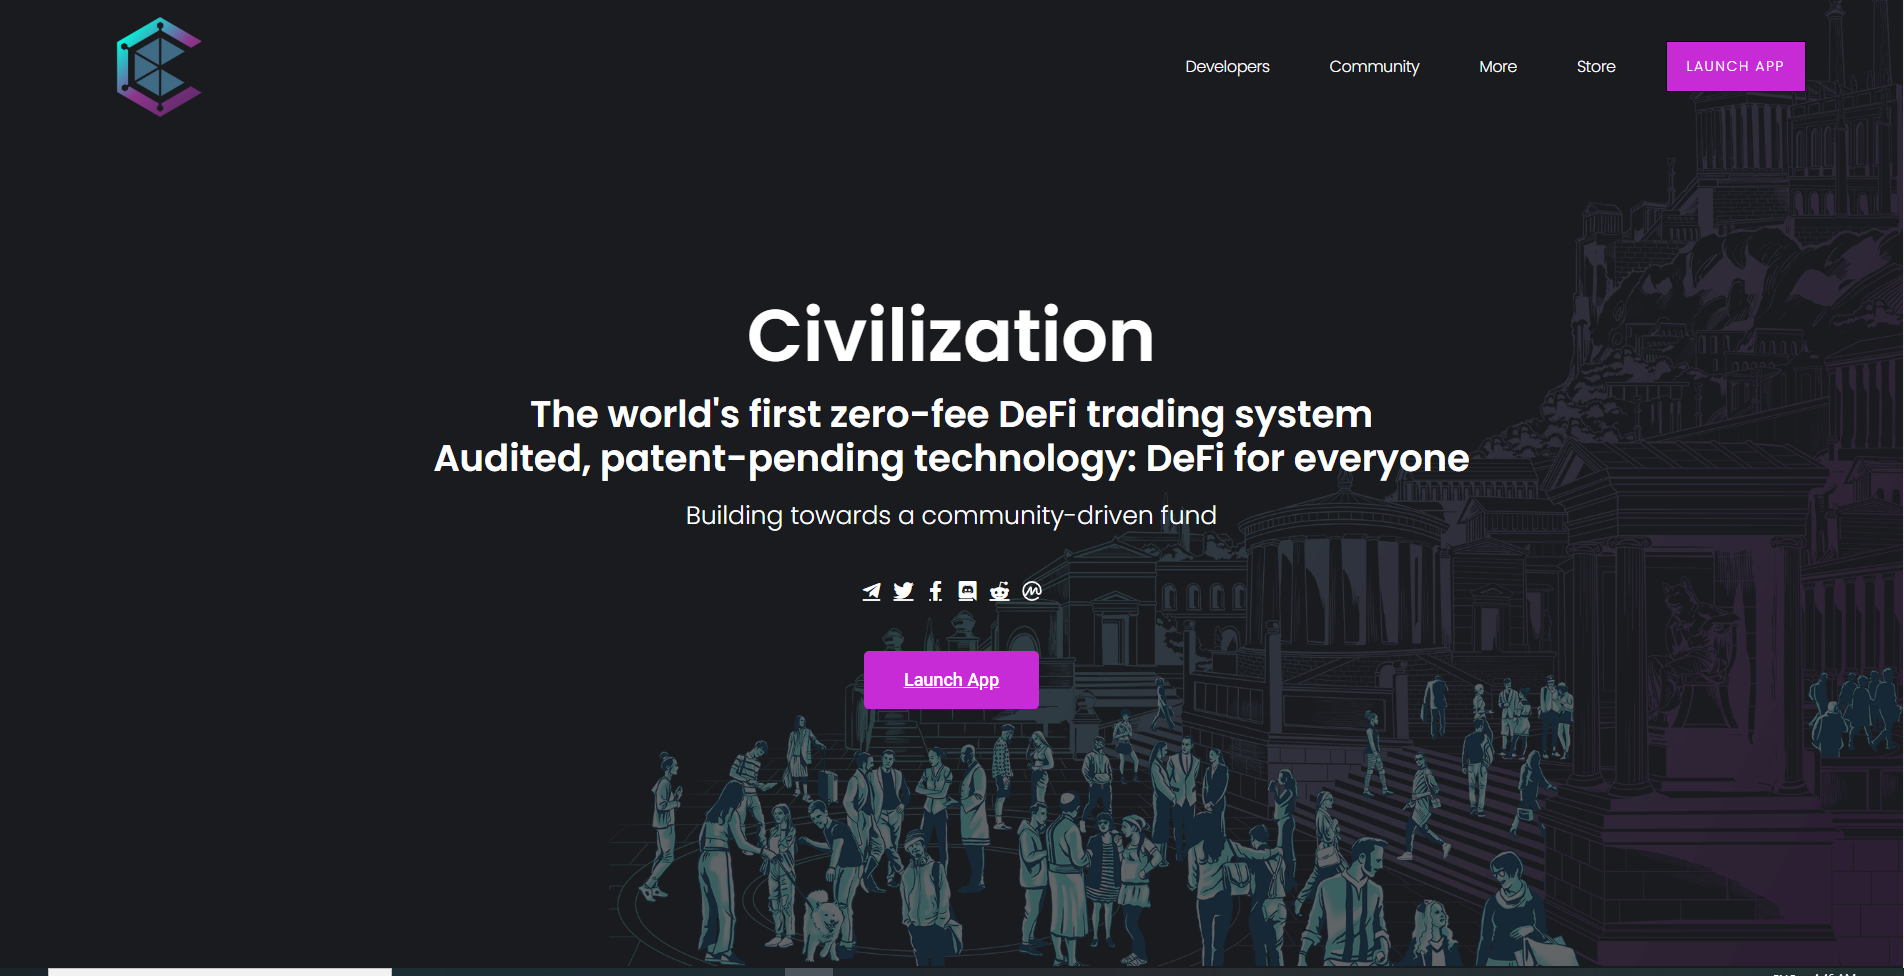 Developers
Community
More
Store
LAUNCH APP
Civilization
The world's first zero-fee DeFi trading system
Audited, patent-pending technology: DeFi for everyone
Building towards a community-driven fund
Launch App